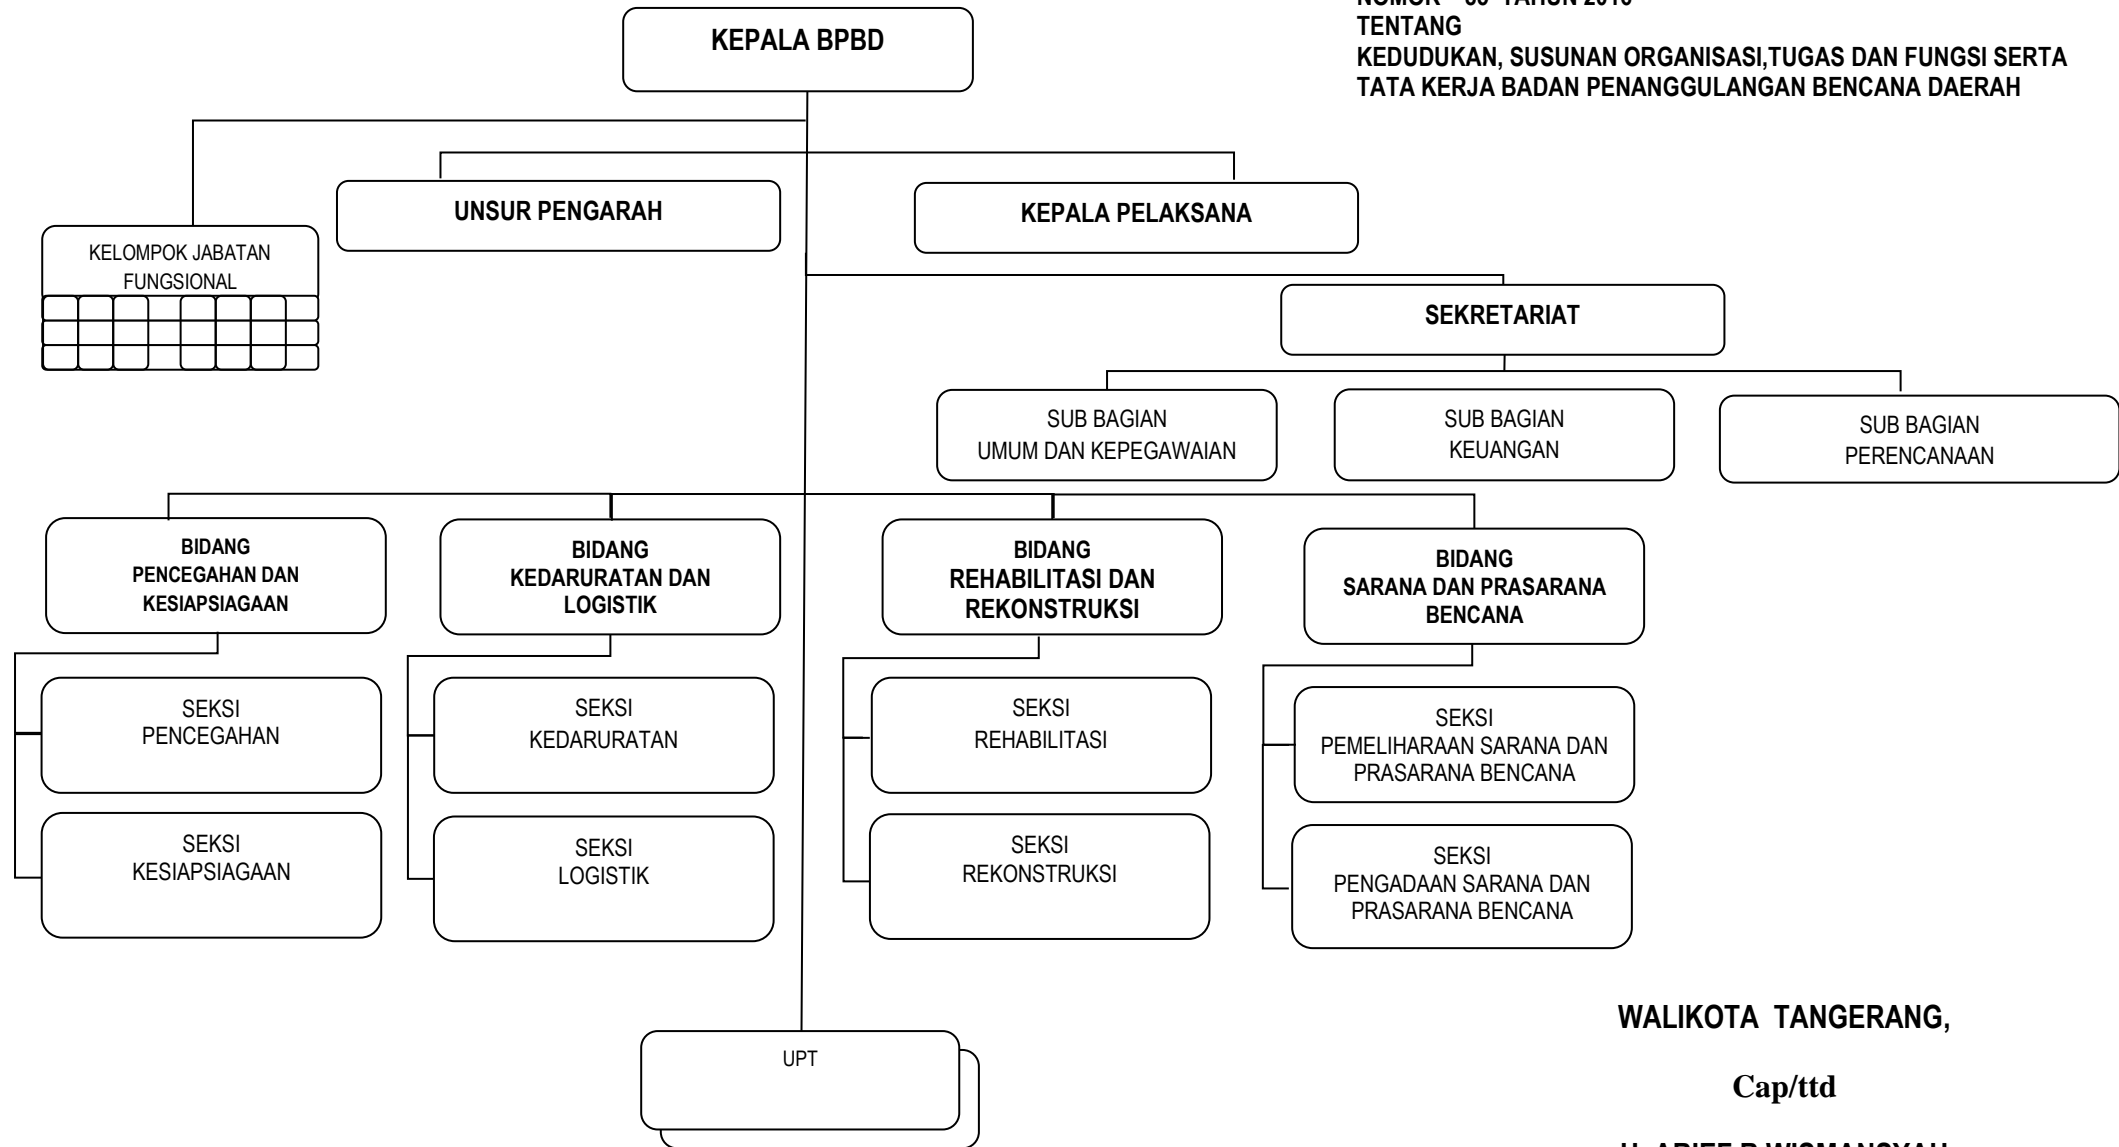 TENTANG
KEDUDUKAN, SUSUNAN ORGANISASI,TUGAS DAN FUNGSI SERTA
TATA KERJA BADAN PENANGGULANGAN BENCANA DAERAH
KEPALA BPBD
UNSUR PENGARAH
KEPALA PELAKSANA
KELOMPOK JABATAN
FUNGSIONAL
SEKRETARIAT
SUB BAGIAN
UMUM DAN KEPEGAWAIAN
SUB BAGIAN
KEUANGAN
SUB BAGIAN
PERENCANAAN
BIDANG
PENCEGAHAN DAN
KESIAPSIAGAAN
BIDANG
KEDARURATAN DAN
LOGISTIK
BIDANG
REHABILITASI DAN
REKONSTRUKSI
BIDANG
SARANA DAN PRASARANA
BENCANA
SEKSI
PENCEGAHAN
SEKSI
KEDARURATAN
SEKSI
REHABILITASI
SEKSI
PEMELIHARAAN SARANA DAN
PRASARANA BENCANA
SEKSI
KESIAPSIAGAAN
SEKSI
LOGISTIK
SEKSI
REKONSTRUKSI
SEKSI
PENGADAAN SARANA DAN
PRASARANA BENCANA
UPT
WALIKOTA TANGERANG,
Cap/ttd